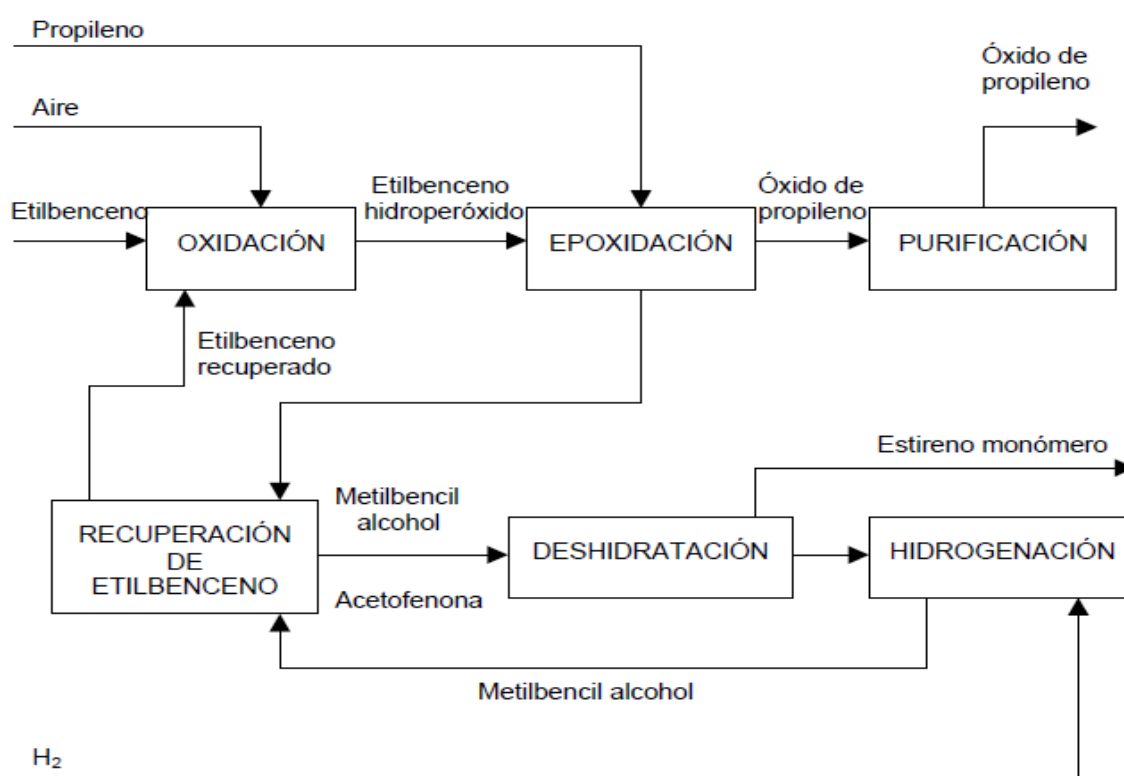 Propileno
Óxido de
propileno
Aire
Etilbenceno
Etilbenceno
hidroperóxido
Óxido de
propileno
OXIDACIÓN
EPOXIDACIÓN
PURIFICACIÓN
Etilbenceno
recuperado
Estireno monómero
Metilbencil
alcohol
RECUPERACIÓN
DE
ETILBENCENO
DESHIDRATACIÓN
HIDROGENACIÓN
Acetofenona
Metilbencil alcohol
H₂